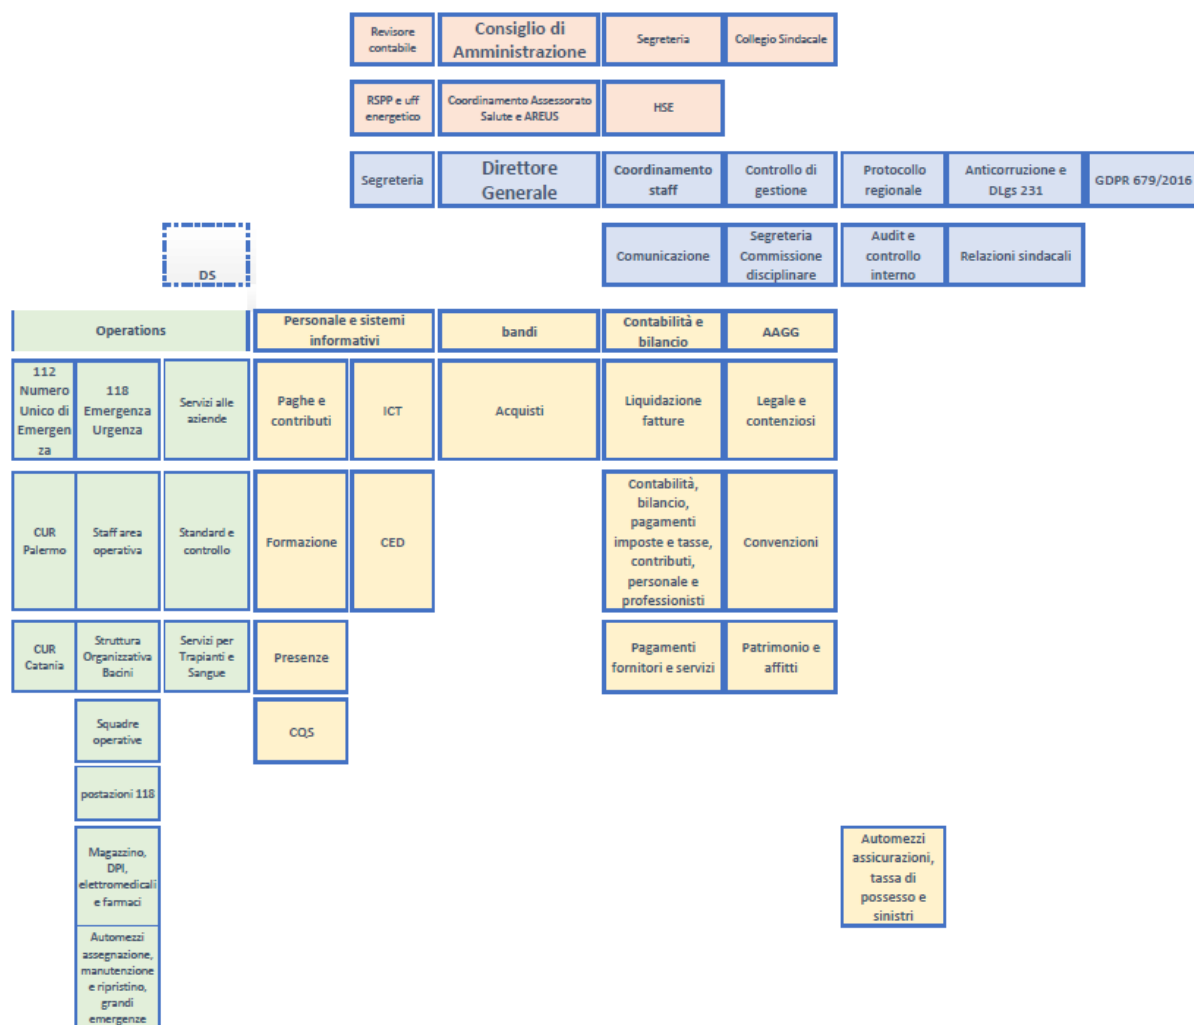 Revisore
contabile
Consiglio di
Amministrazione
Segreteria
Collegio Sindacale
RSPP e uff
energetico
Coordinamento Assessorato
Salute e AREUS
HSE
Segreteria
Direttore
Generale
Coordinamento
staff
Controllo di
gestione
Protocollo
regionale
Anticorruzione e
DLgs 231
GDPR 679/2016
DS
Comunicazione
Segreteria
Commissione
disciplinare
Audit e
controllo
interno
Relazioni sindacali
Operations
Personale e sistemi
informativi
bandi
Contabilità e
bilancio
AAGG
112
Numero
Unico di
Emergen
za
118
Emergenza
Urgenza
Servizi alle
aziende
Paghe e
contributi
ICT
Acquisti
Liquidazione
fatture
Legale e
contenziosi
CUR
Palermo
Staff area
operativa
Standard e
controllo
Formazione
CED
Contabilità,
bilancio,
pagamenti
imposte e tasse,
contributi,
personale e
professionisti
Convenzioni
CUR
Catania
Struttura
Organizzativa
Bacini
Servizi per
Trapianti e
Sangue
Presenze
Pagamenti
fornitori e servizi
Patrimonio e
affitti
Squadre
operative
CQS
postazioni 118
Magazzino,
DPI,
elettromedicali
e farmaci
Automezzi
assicurazioni,
tassa di
possesso e
sinistri
Automezzi
assegnazione,
manutenzione
e ripristino,
grandi
emergenze